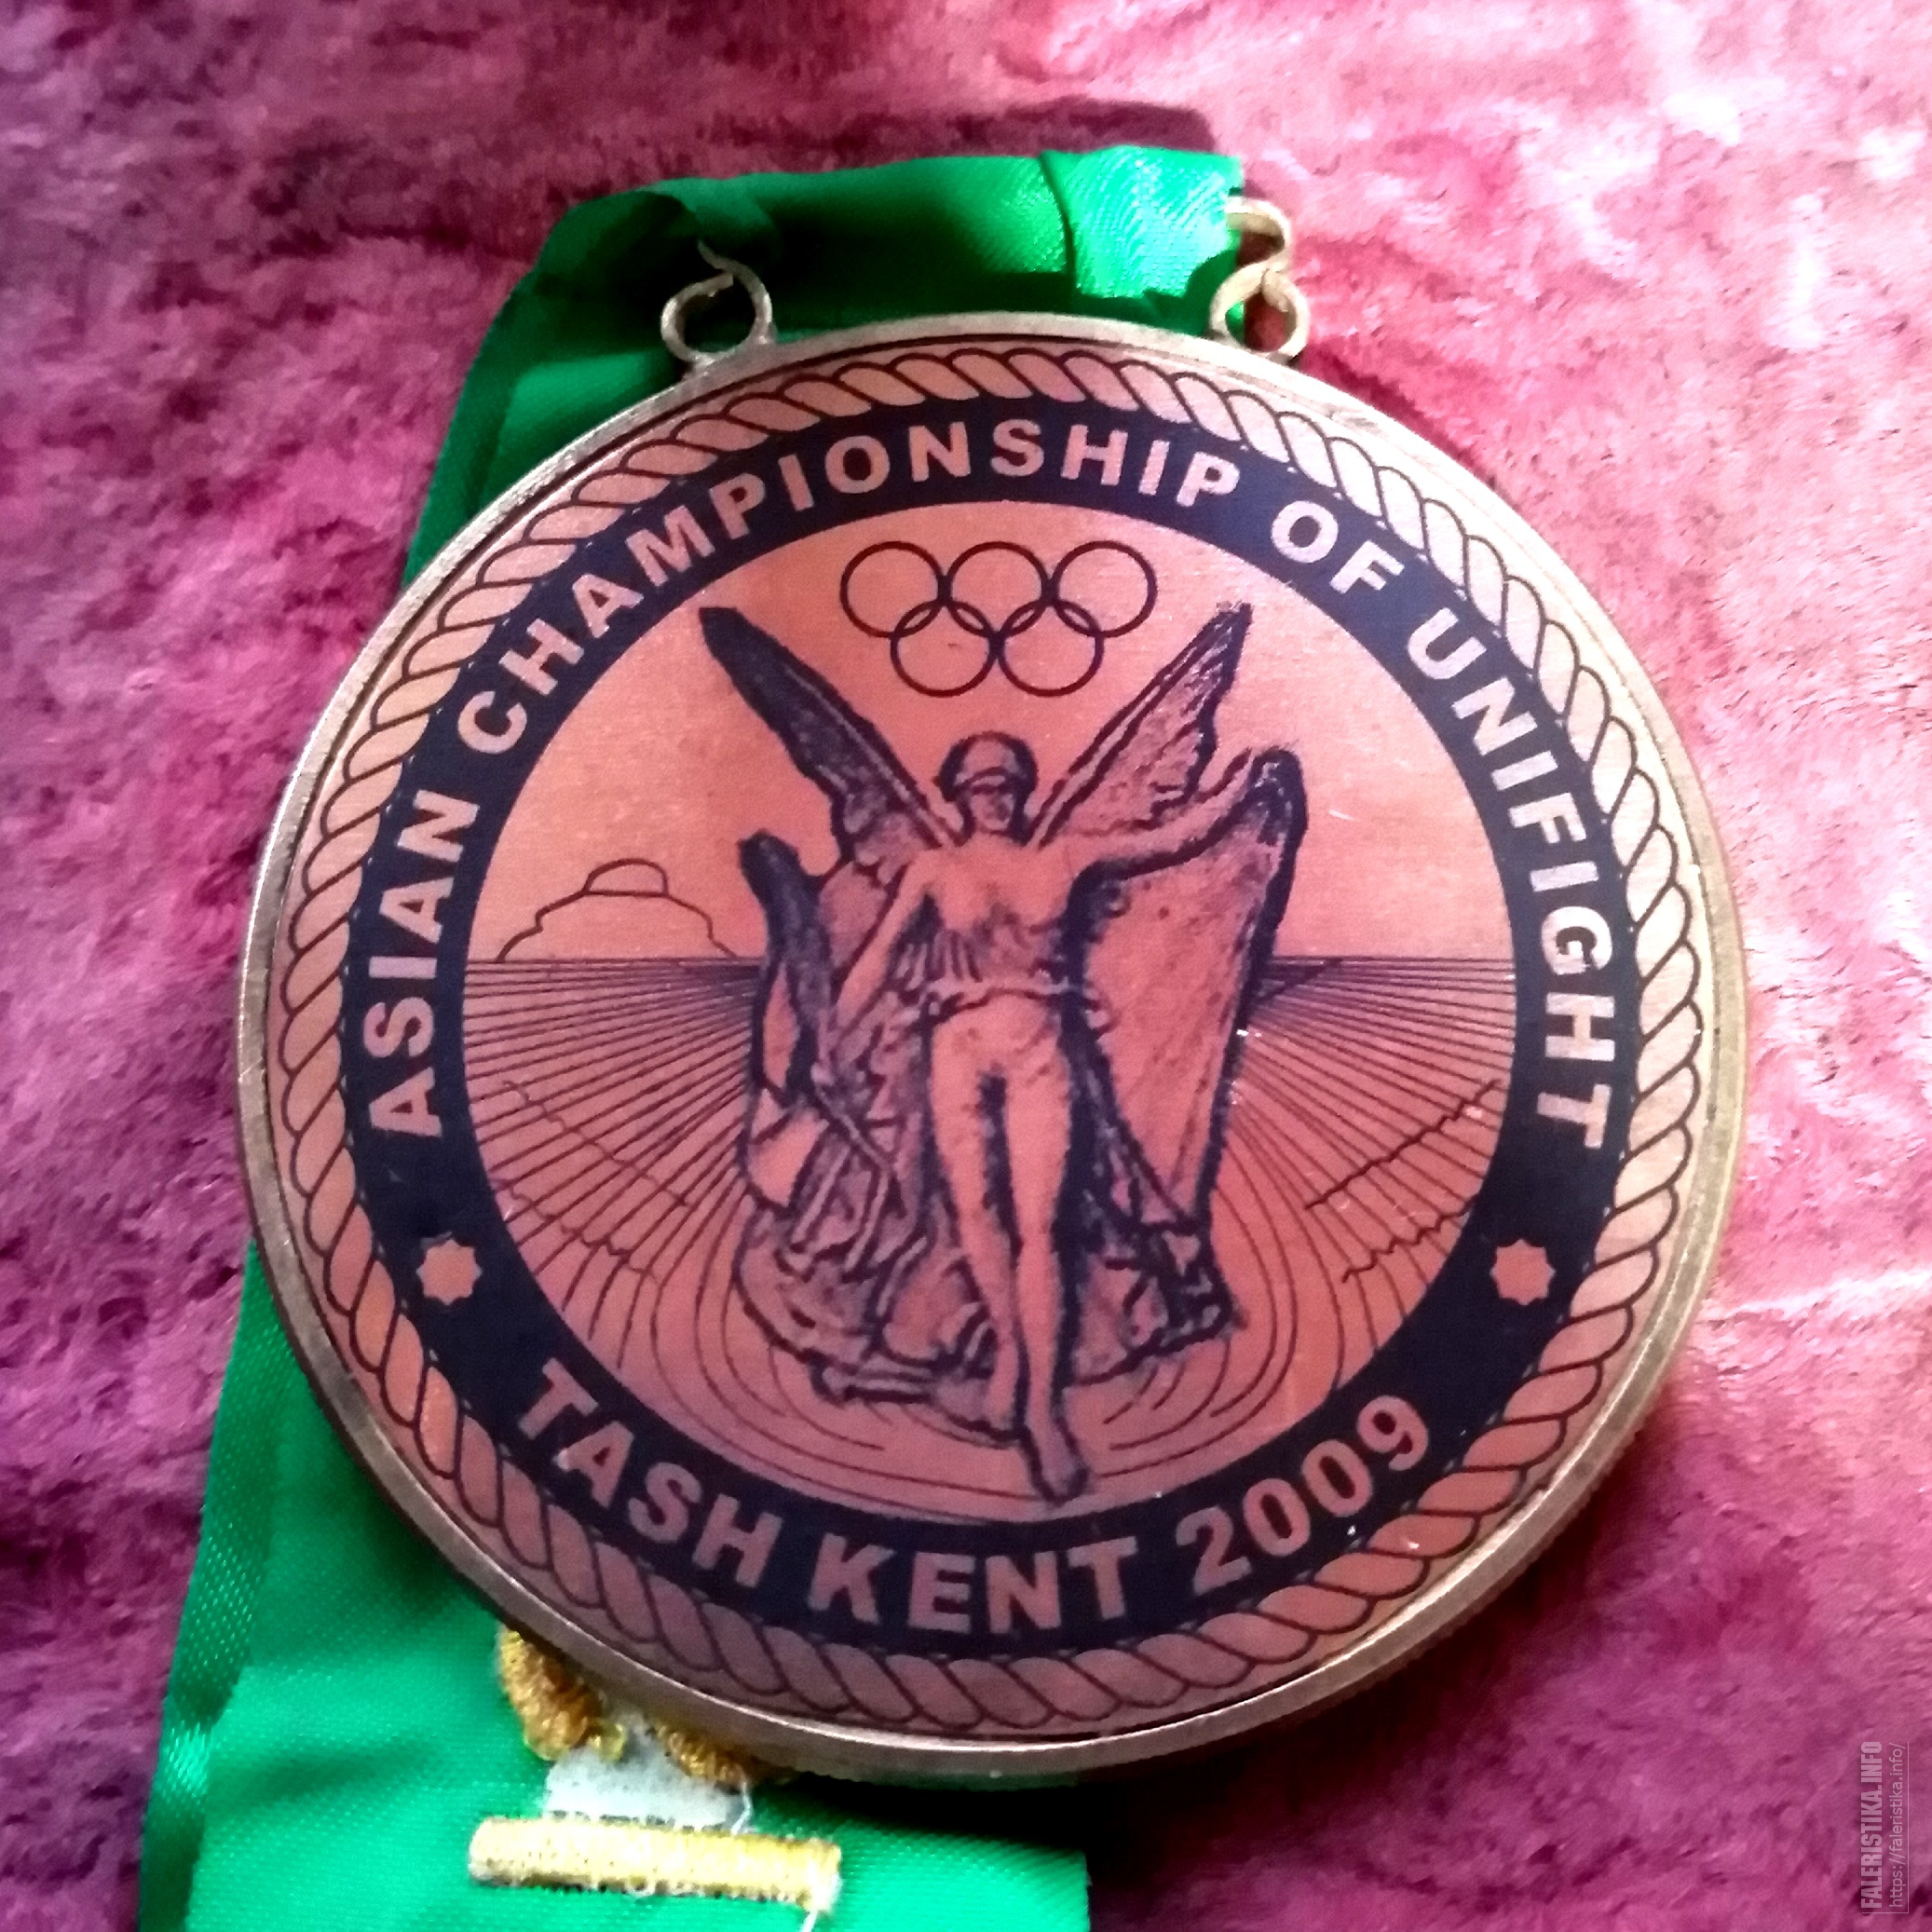 ASIAN CHAMPIONSHIP OF UNIFIGHT
TASH KENT 2009
FALERISTIKA.INFO
https://faleristika.info/